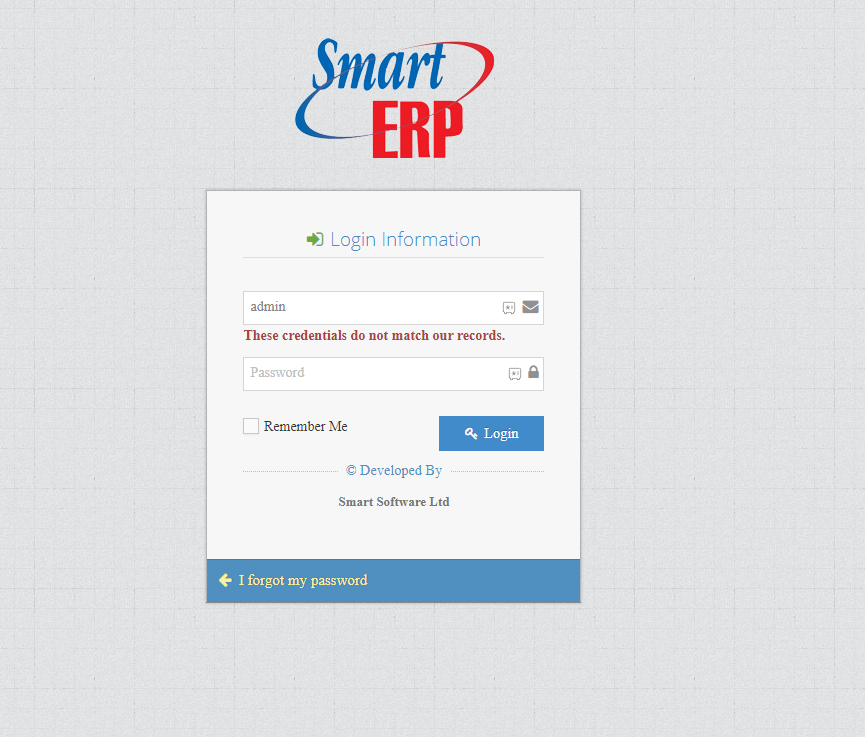 Smart
ERP
Login Information
admin
These credentials do not match our records.
Password
Remember Me
Login
© Developed By
Smart Software Ltd
I forgot my password